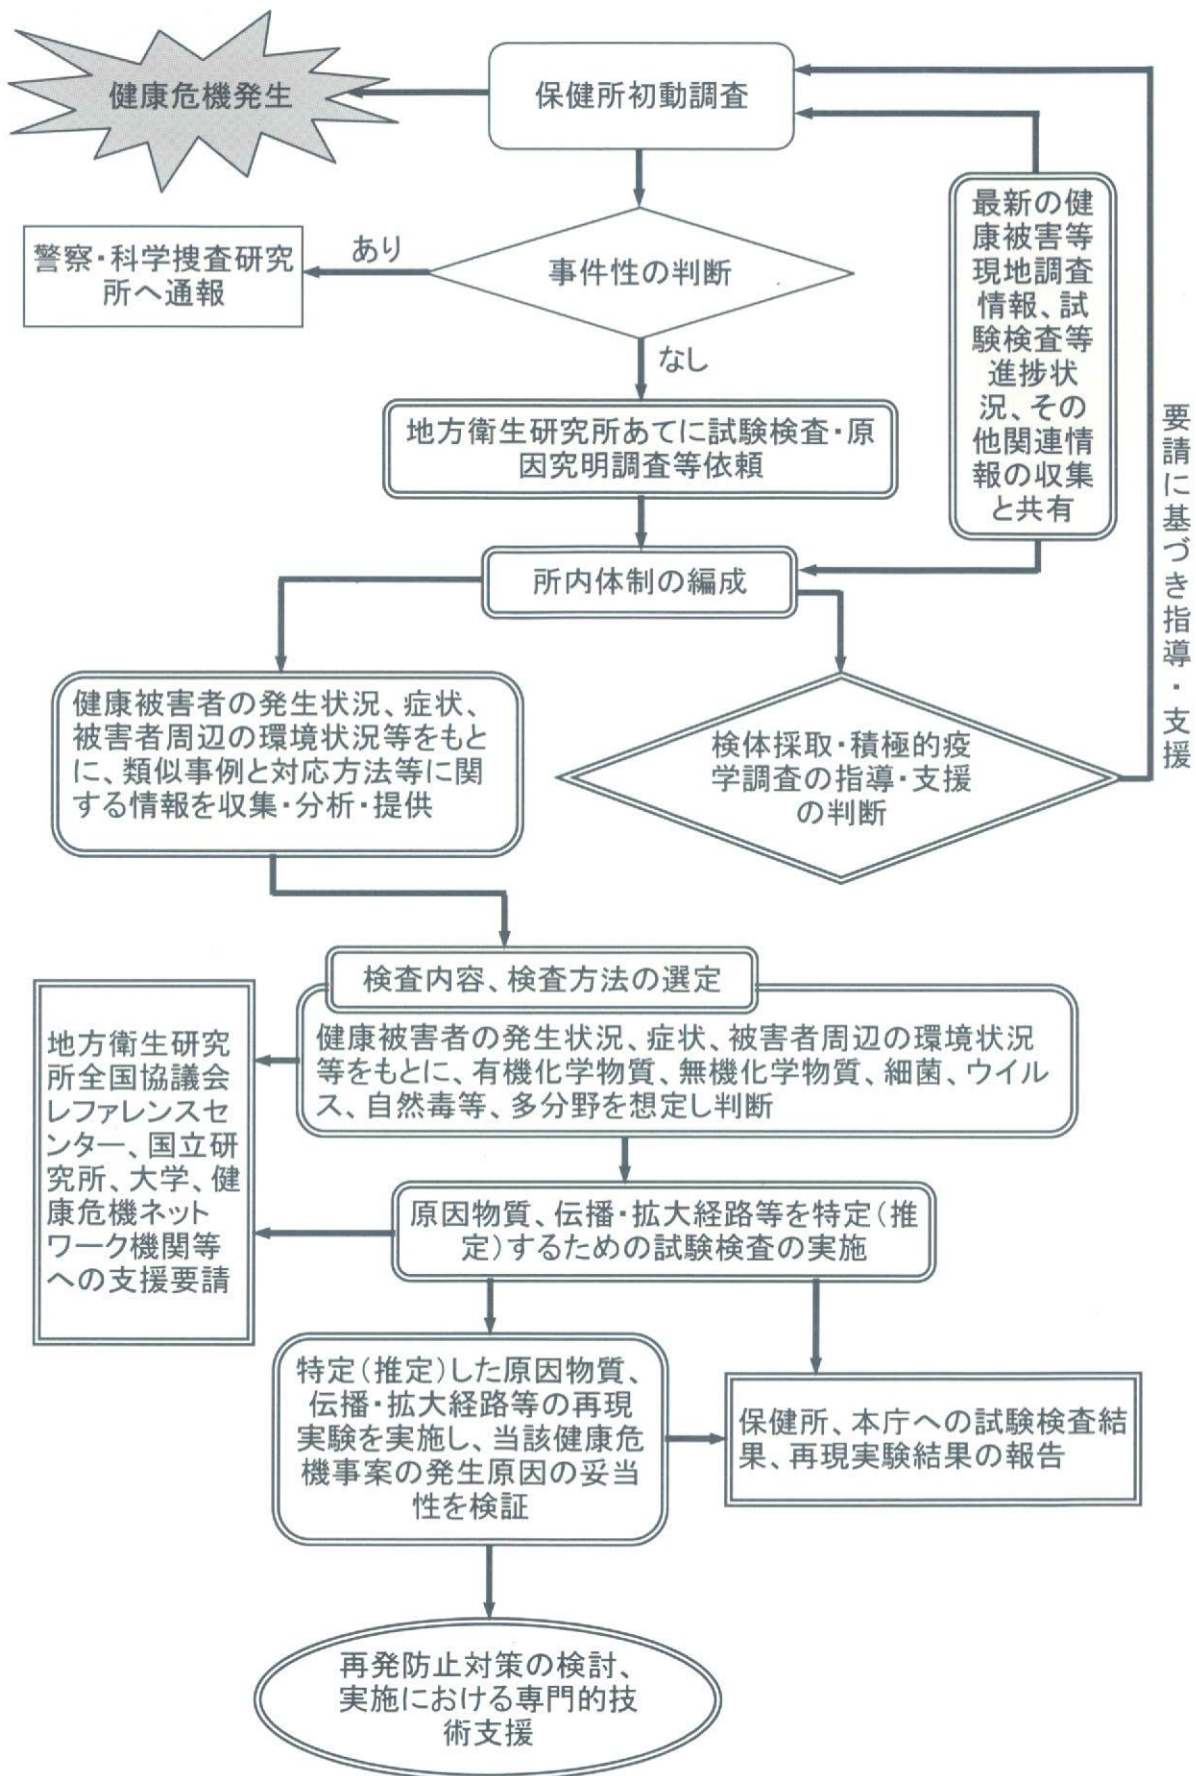 健康危機発生
保健所初動調査
事件性の判断
あり
警察・科学捜査研究
所へ通報
なし
最新の健
康被害等
現地調査
情報、試
験検査等
進捗状
況、その
他関連情
報の収集
と共有
要請に基づき指導・支援
地方衛生研究所あてに試験検査・原
因究明調査等依頼
所内体制の編成
健康被害者の発生状況、症状、
被害者周辺の環境状況等をもと
に、類似事例と対応方法等に関
する情報を収集・分析・提供
検体採取・積極的疫
学調査の指導・支援
の判断
検査内容、検査方法の選定
健康被害者の発生状況、症状、被害者周辺の環境状況
等をもとに、有機化学物質、無機化学物質、細菌、ウイル
ス、自然毒等、多分野を想定し判断
地方衛生研究
所全国協議会
レファレンスセ
ンター、国立研
究所、大学、健
康危機ネット
ワーク機関等
への支援要請
原因物質、伝播・拡大経路等を特定(推
定)するための試験検査の実施
特定(推定)した原因物質、
伝播・拡大経路等の再現
実験を実施し、当該健康危
機事案の発生原因の妥当
性を検証
保健所、本庁への試験検査結
果、再現実験結果の報告
再発防止対策の検討、
実施における専門的技
術支援